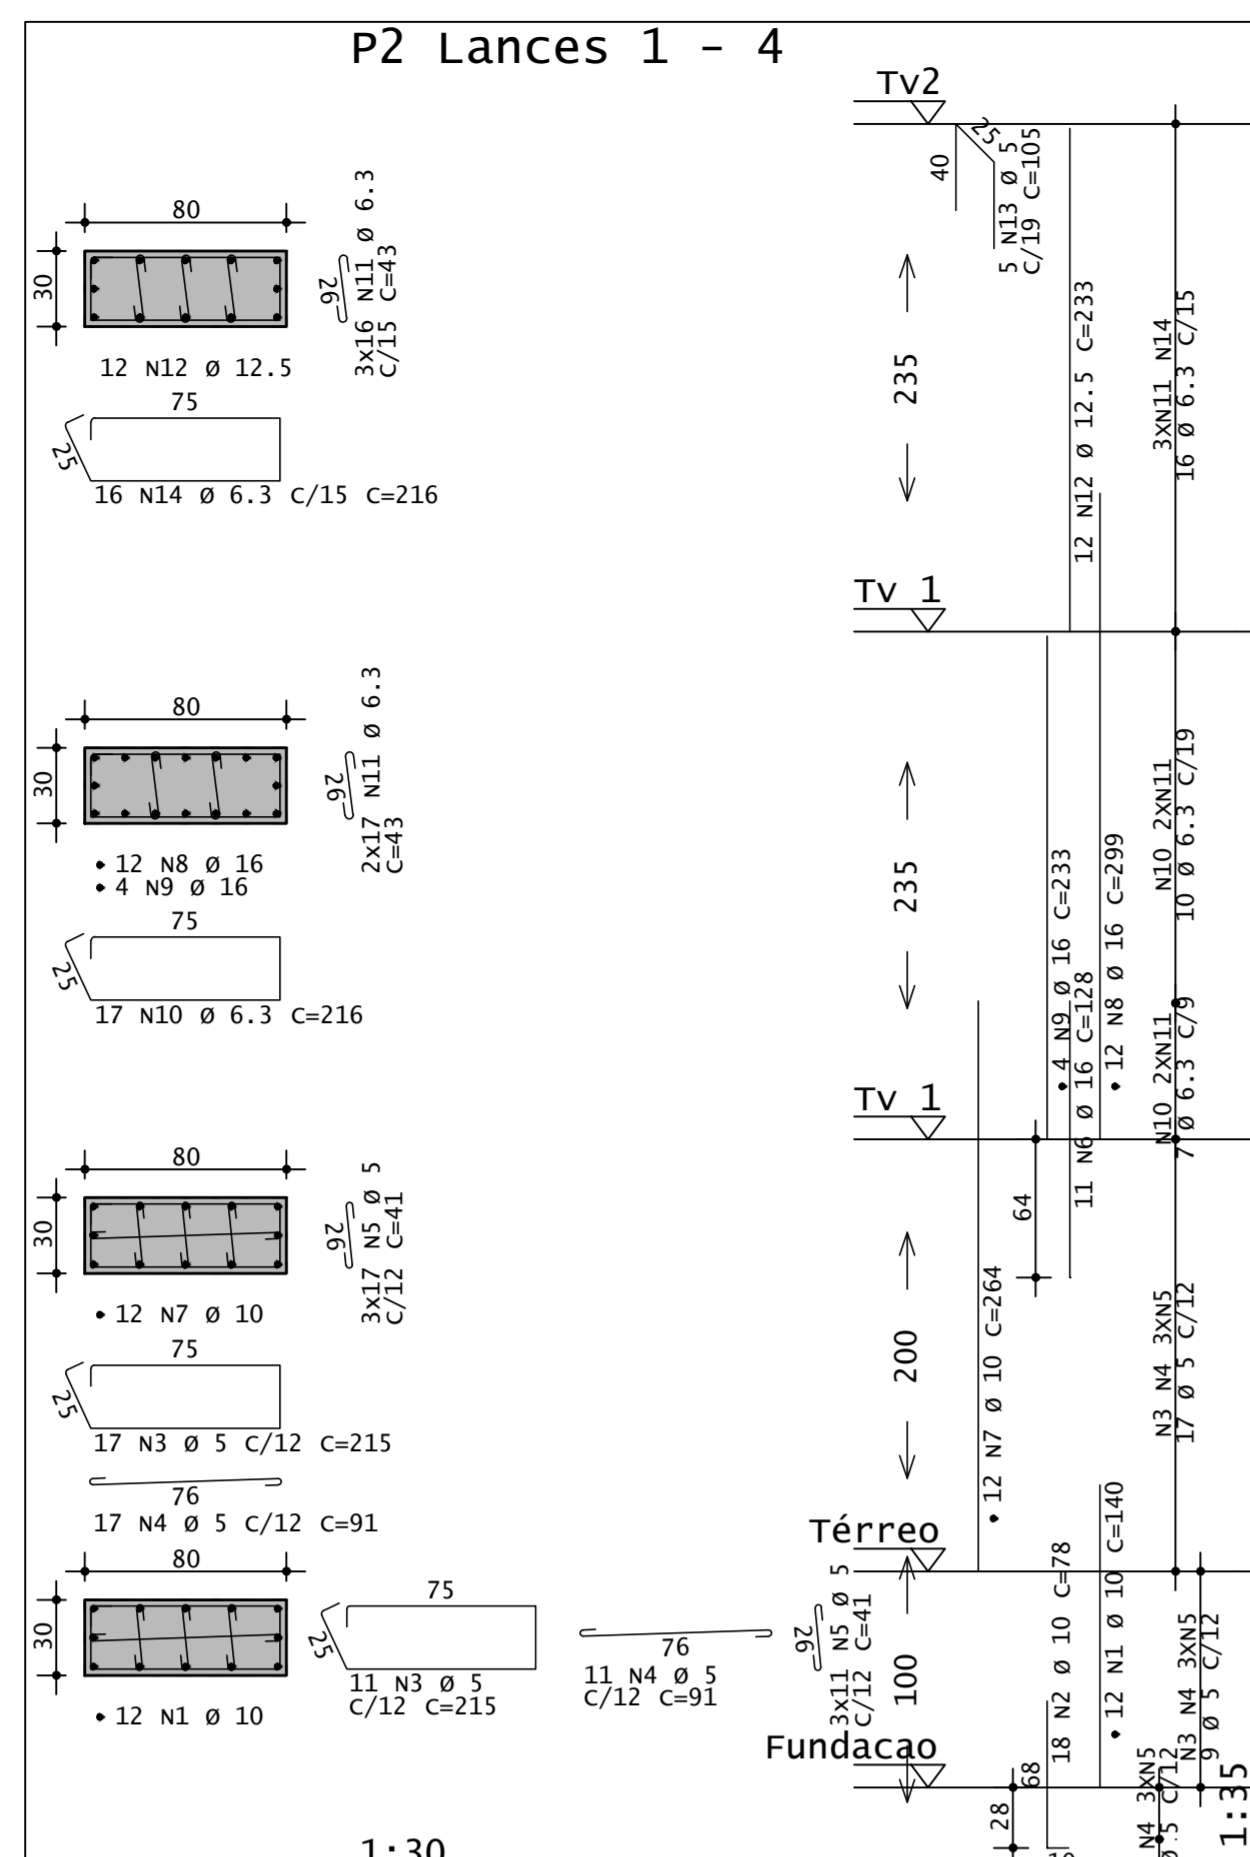 P2 Lances 1 - 4
Tv2
25
40
5 N13 Ø 5
C/19 C=105
80
30
26
3x16 N11 Ø 6.3
C/15 C=43
12 N12 Ø 12.5
75
25
16 N14 Ø 6.3 C/15 C=216
235
12 N12 Ø 12.5 C=233
3XN11 N14
16 Ø 6.3 C/15
Tv 1
80
30
26
2x17 N11 Ø 6.3
C=43
12 N8 Ø 16
4 N9 Ø 16
75
25
17 N10 Ø 6.3 C=216
235
4 N9 Ø 16 C=233
11 N6 Ø 16 C=128
12 N8 Ø 16 C=299
N10 2XN11
10 Ø 6.3 C/19
N10 2XN11
7 Ø 6.3 C/9
Tv 1
80
30
26
3x17 N5 Ø 5
C/12 C=41
12 N7 Ø 10
75
25
17 N3 Ø 5 C/12 C=215
76
17 N4 Ø 5 C/12 C=91
64
200
12 N7 Ø 10 C=264
N3 N4 3XN5
17 Ø 5 C/12
Térreo
80
30
12 N1 Ø 10
75
25
11 N3 Ø 5
C/12 C=215
76
11 N4 Ø 5
C/12 C=91
26
3x11 N5 Ø 5
C/12 C=41
100
18 N2 Ø 10 C=78
12 N1 Ø 10 C=140
N3 N4 3XN5
9 Ø 5 C/12
Fundacao
68
28
N4 3XN5
Ø 5 C/12
1:35
1:30